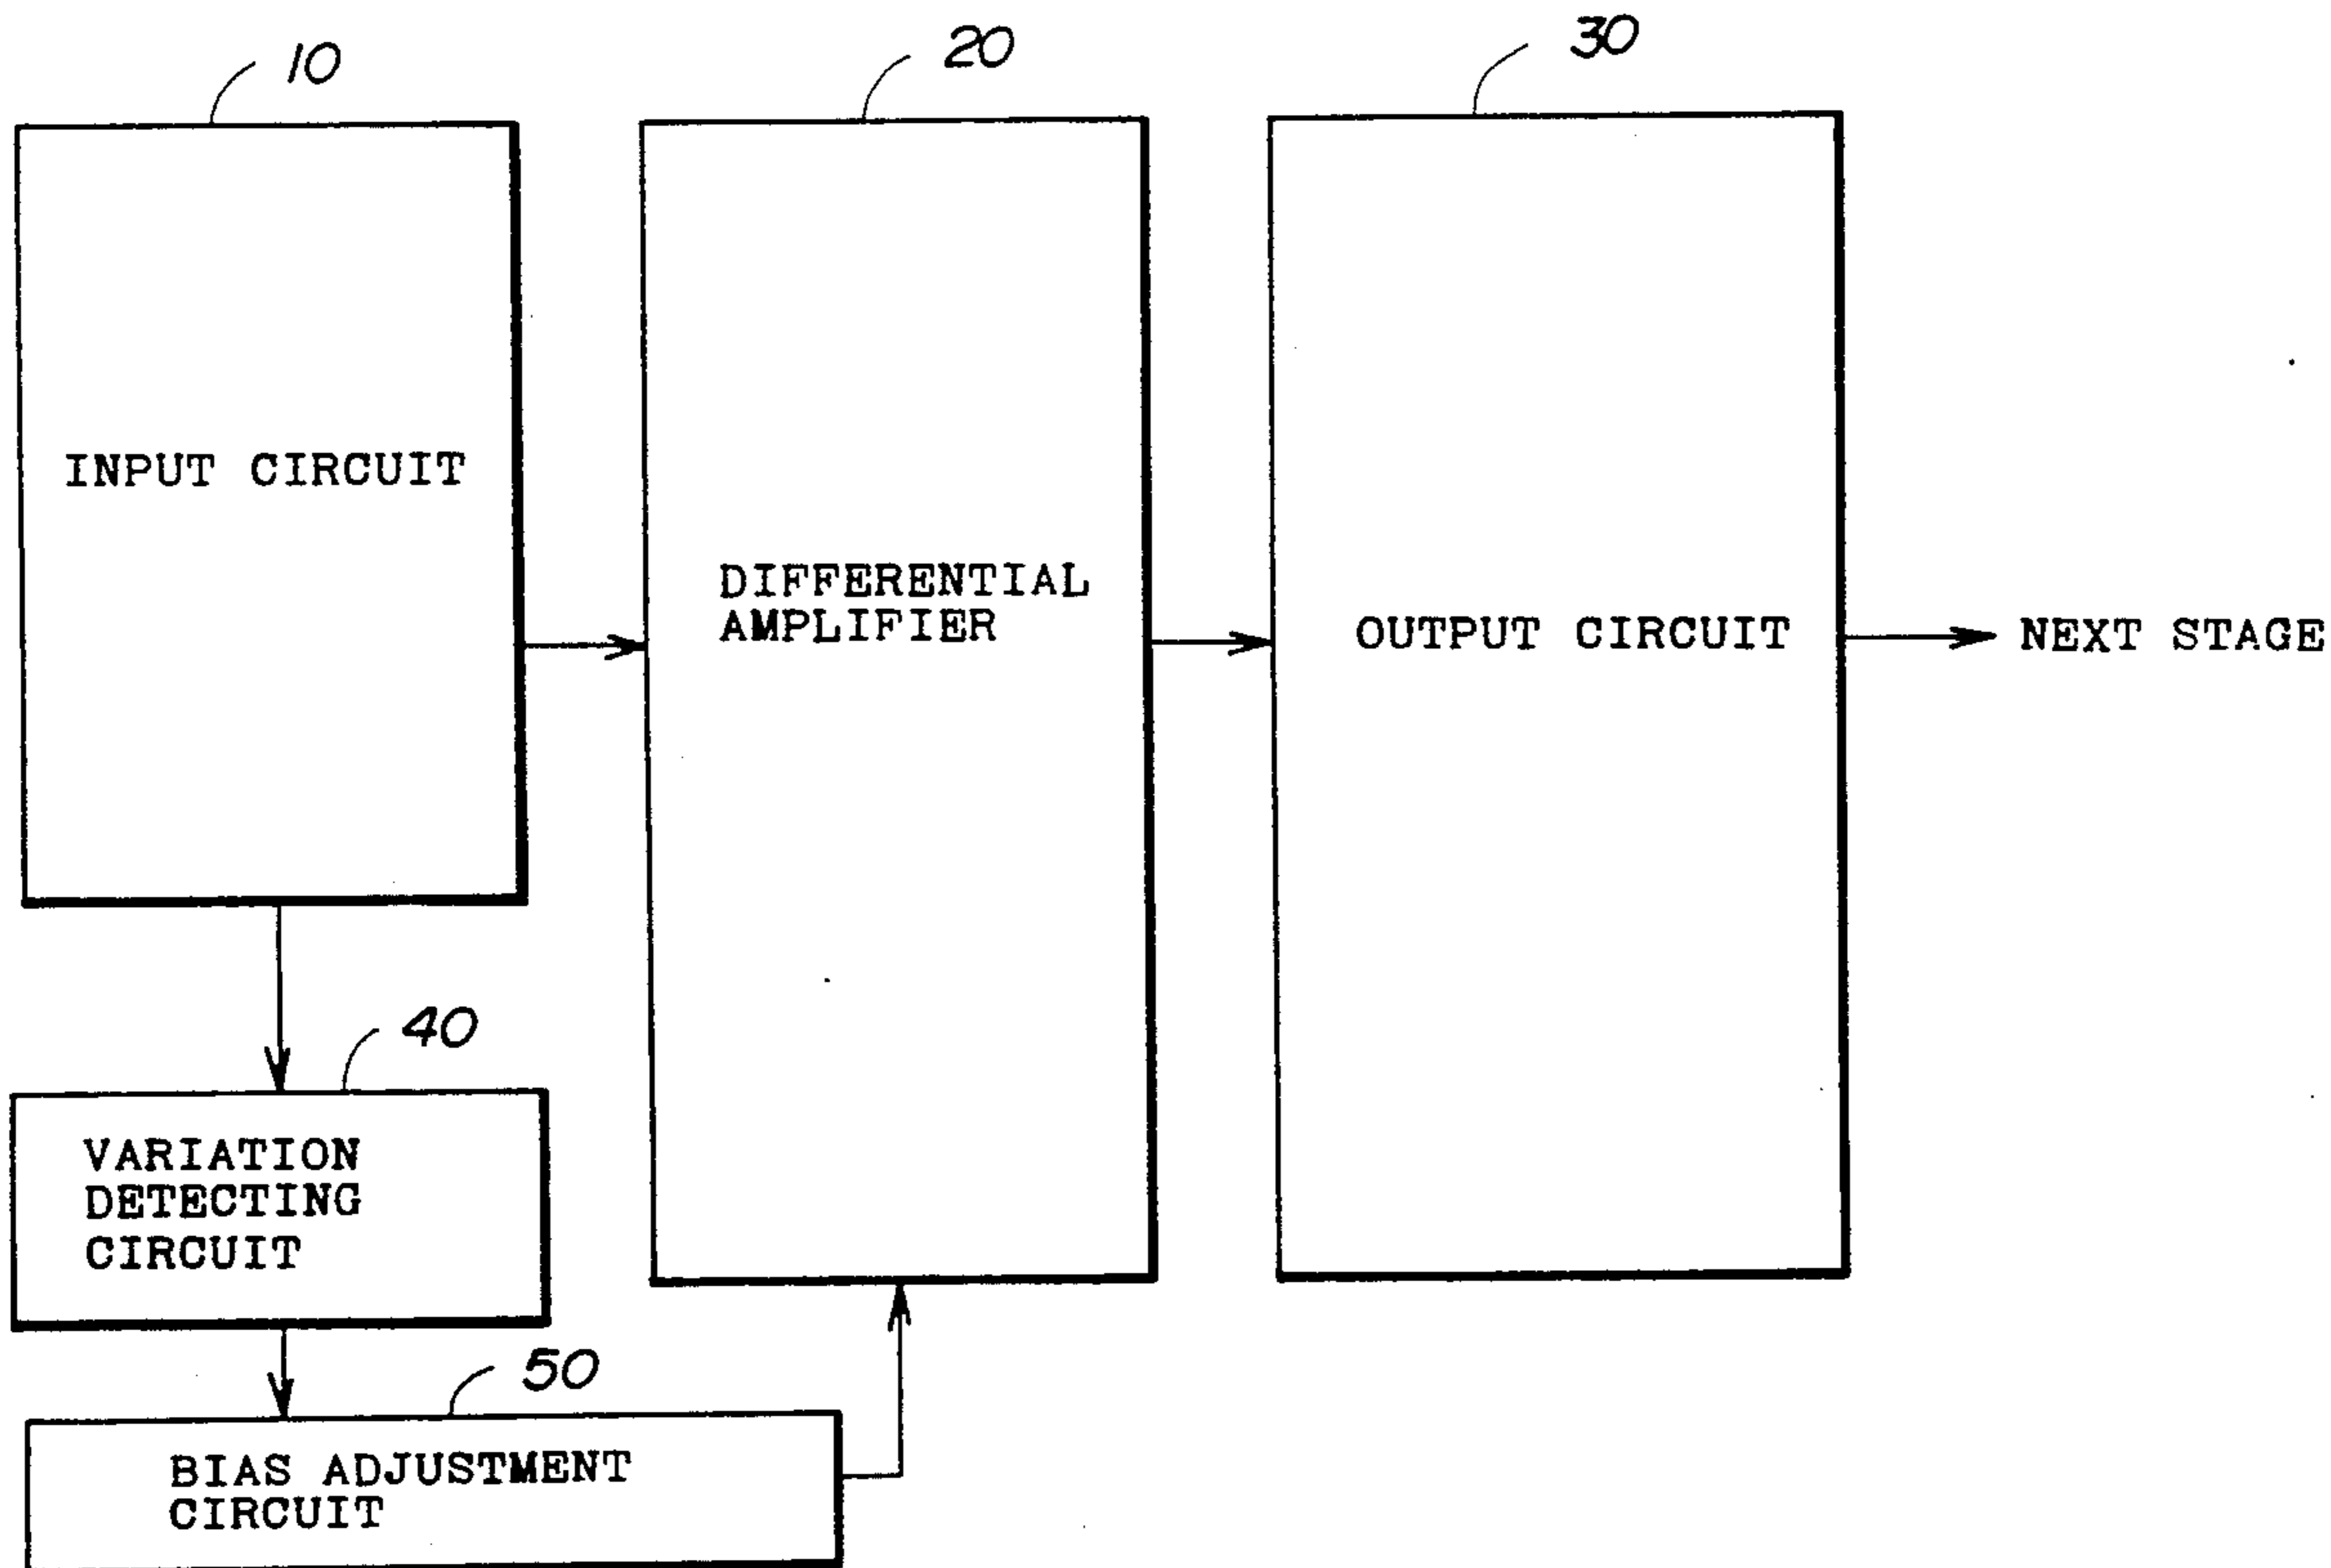 10
20
30
INPUT CIRCUIT
DIFFERENTIAL
AMPLIFIER
OUTPUT CIRCUIT
NEXT STAGE
40
VARIATION
DETECTING
CIRCUIT
50
BIAS ADJUSTMENT
CIRCUIT